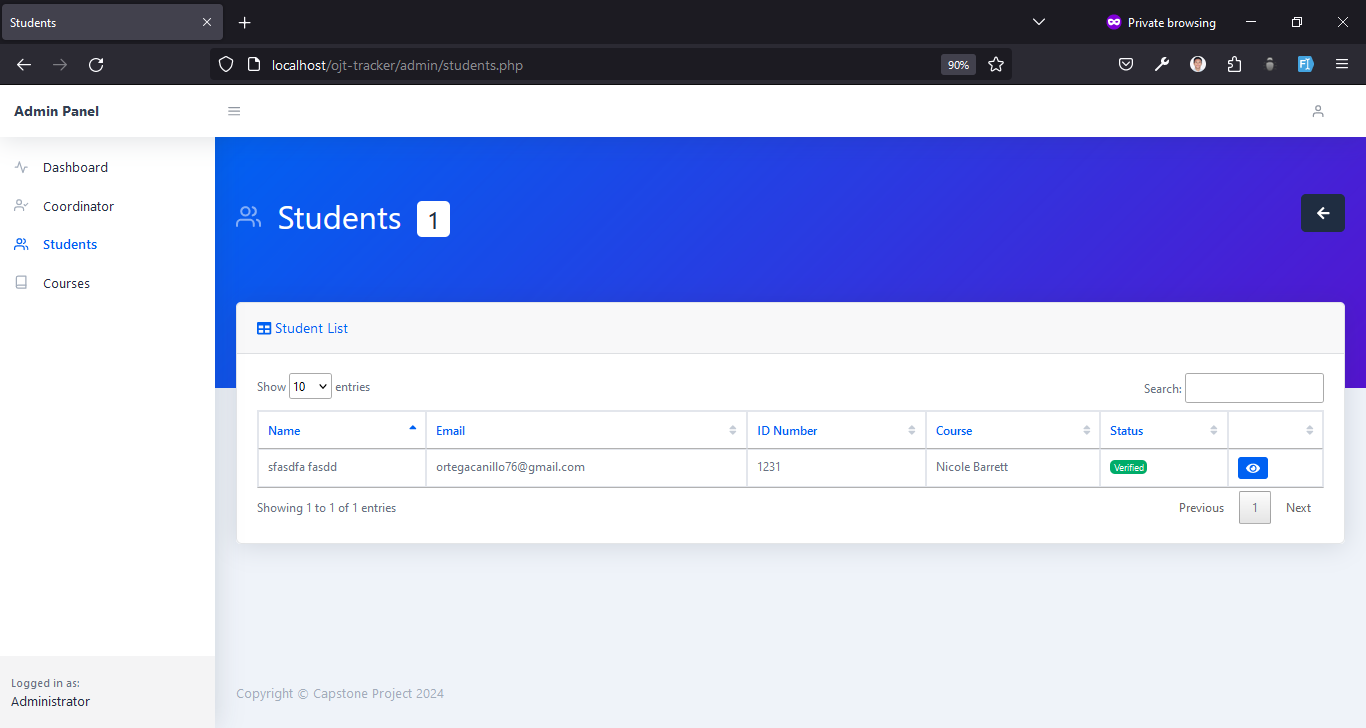 Students
Private browsing
localhost/ojt-tracker/admin/students.php
90%
Admin Panel
Dashboard
Coordinator
Students
Courses
Students 1
Student List
Show 10 entries
Search:
Name Email ID Number Course Status
sfasdfa fasdd ortegacanillo76@gmail.com 1231 Nicole Barrett Verified
Showing 1 to 1 of 1 entries
Previous 1 Next
Logged in as:
Administrator
Copyright © Capstone Project 2024